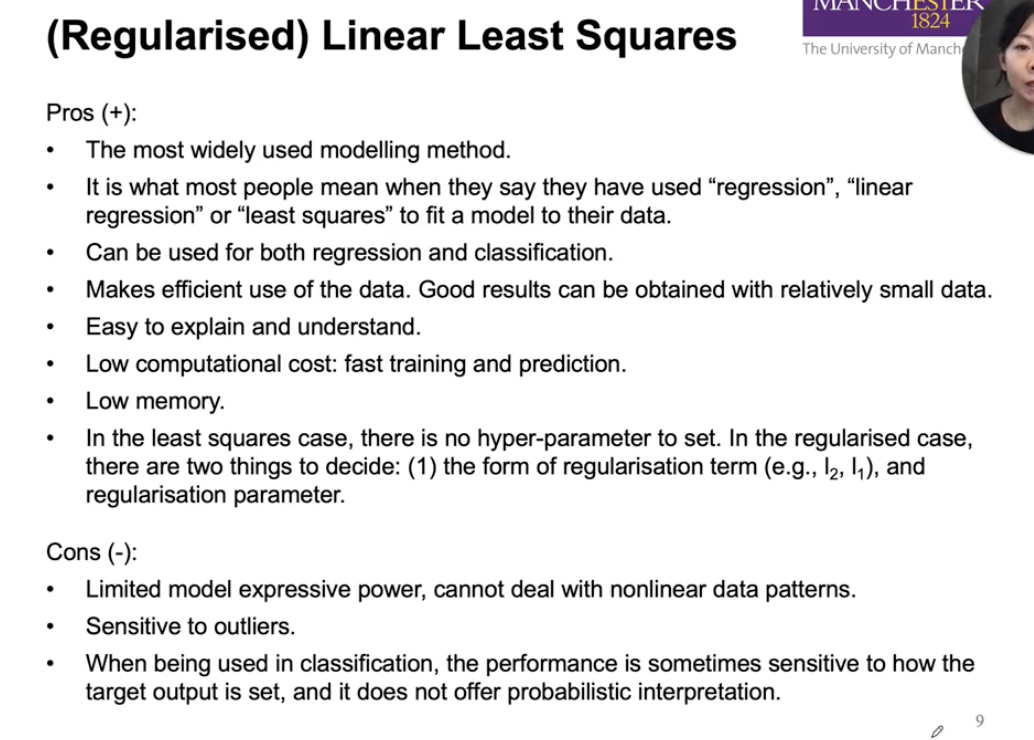 (Regularised) Linear Least Squares
MANCHESTER
1824
The University of Manche
Pros (+):
• The most widely used modelling method.
• It is what most people mean when they say they have used “regression”, “linear
regression” or “least squares” to fit a model to their data.
• Can be used for both regression and classification.
• Makes efficient use of the data. Good results can be obtained with relatively small data.
• Easy to explain and understand.
• Low computational cost: fast training and prediction.
• Low memory.
• In the least squares case, there is no hyper-parameter to set. In the regularised case,
there are two things to decide: (1) the form of regularisation term (e.g., l₂, l₁), and
regularisation parameter.
Cons (-):
• Limited model expressive power, cannot deal with nonlinear data patterns.
• Sensitive to outliers.
• When being used in classification, the performance is sometimes sensitive to how the
target output is set, and it does not offer probabilistic interpretation.
9